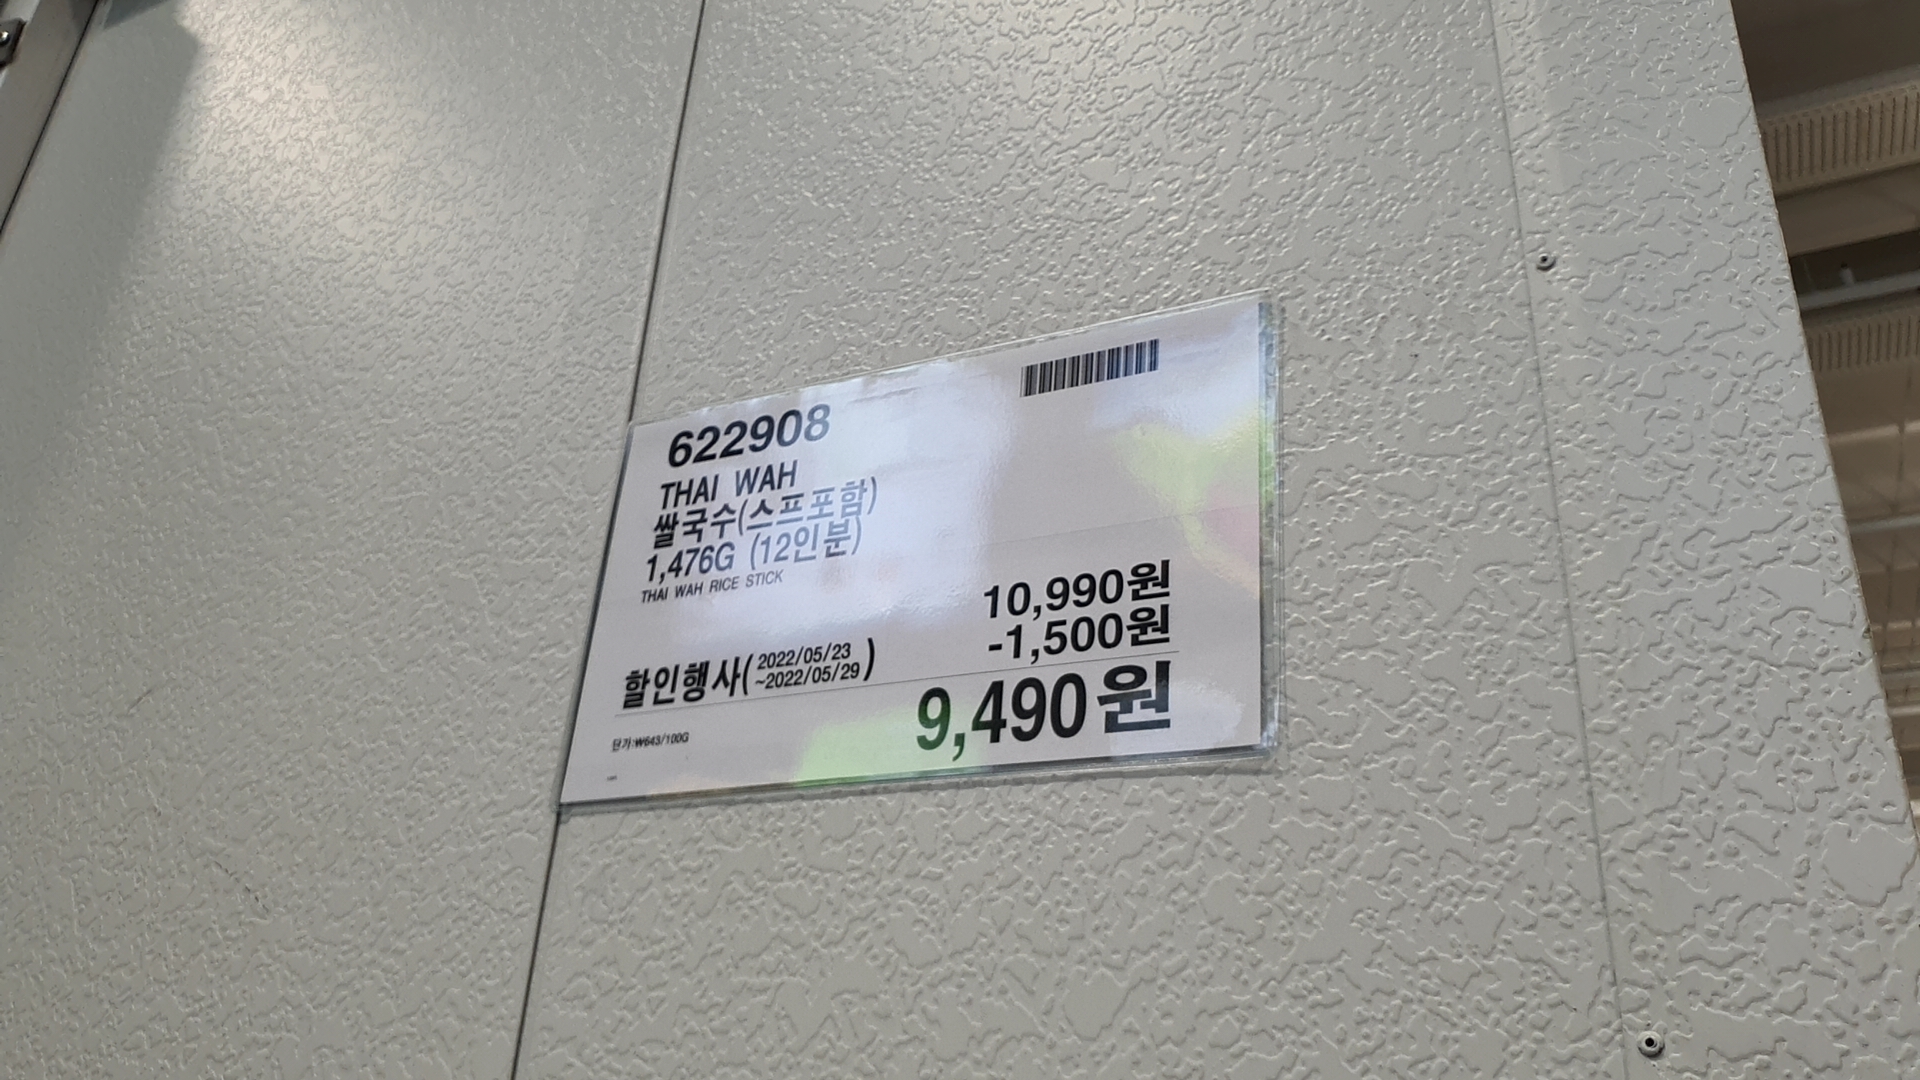 622908
THAI WAH
쌀국수(스프포함)
1,476G (12인분)
THAI WAH RICE STICK
10,990원
-1,500원
할인행사( 2022/05/23
~2022/05/29 )
9,490원
단가:₩643/100G